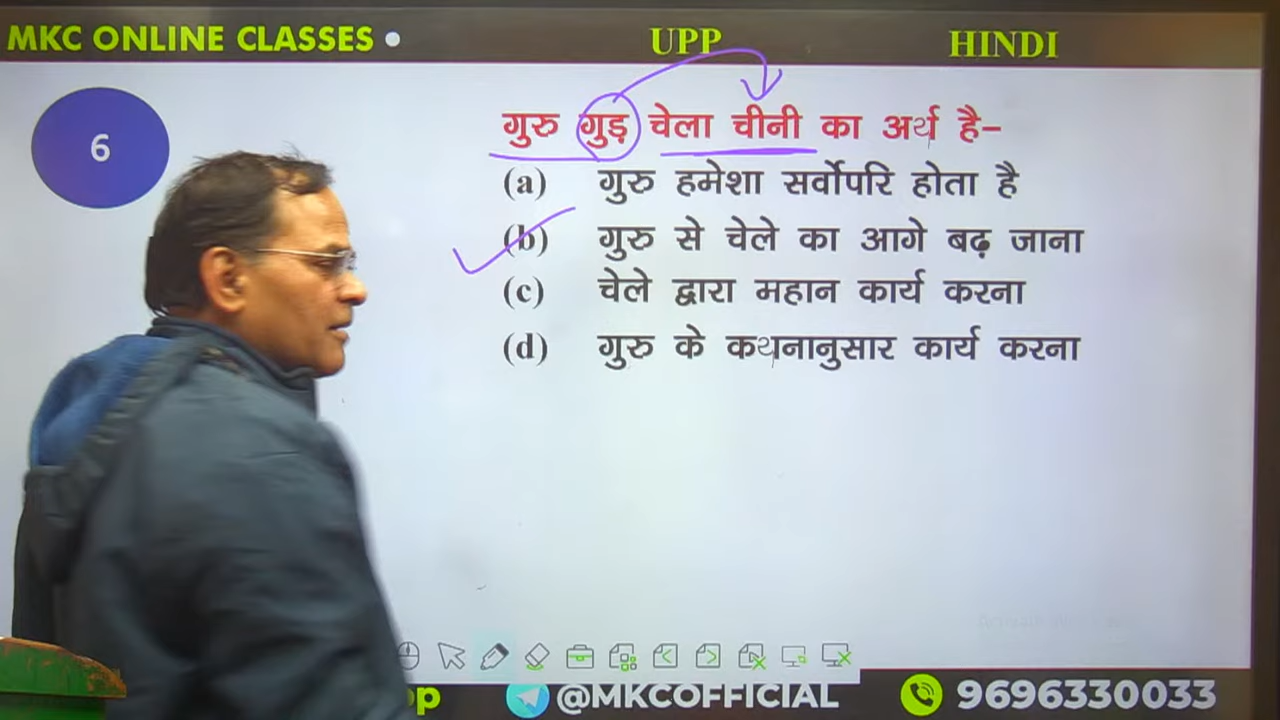 MKC ONLINE CLASSES • UPP HINDI
6
गुरु गुड़ चेला चीनी का अर्थ है-
(a) गुरु हमेशा सर्वोपरि होता है
(b) गुरु से चेले का आगे बढ़ जाना
(c) चेले द्वारा महान कार्य करना
(d) गुरु के कथनानुसार कार्य करना
@MKCOFFICIAL 9696330033